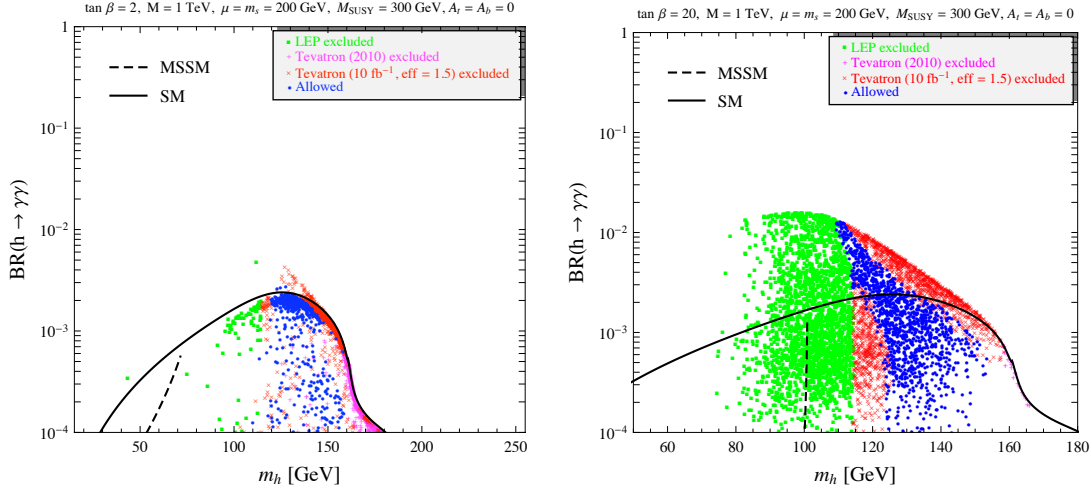 tan β = 2, M = 1 TeV, μ = m_s = 200 GeV, M_SUSY = 300 GeV, A_t = A_b = 0
1
10^−1
10^−2
10^−3
10^−4
BR(h → γγ)
LEP excluded
Tevatron (2010) excluded
Tevatron (10 fb^−1, eff = 1.5) excluded
Allowed
MSSM
SM
50 100 150 200 250
m_h [GeV]
tan β = 20, M = 1 TeV, μ = m_s = 200 GeV, M_SUSY = 300 GeV, A_t = A_b = 0
1
10^−1
10^−2
10^−3
10^−4
BR(h → γγ)
LEP excluded
Tevatron (2010) excluded
Tevatron (10 fb^−1, eff = 1.5) excluded
Allowed
MSSM
SM
60 80 100 120 140 160 180
m_h [GeV]